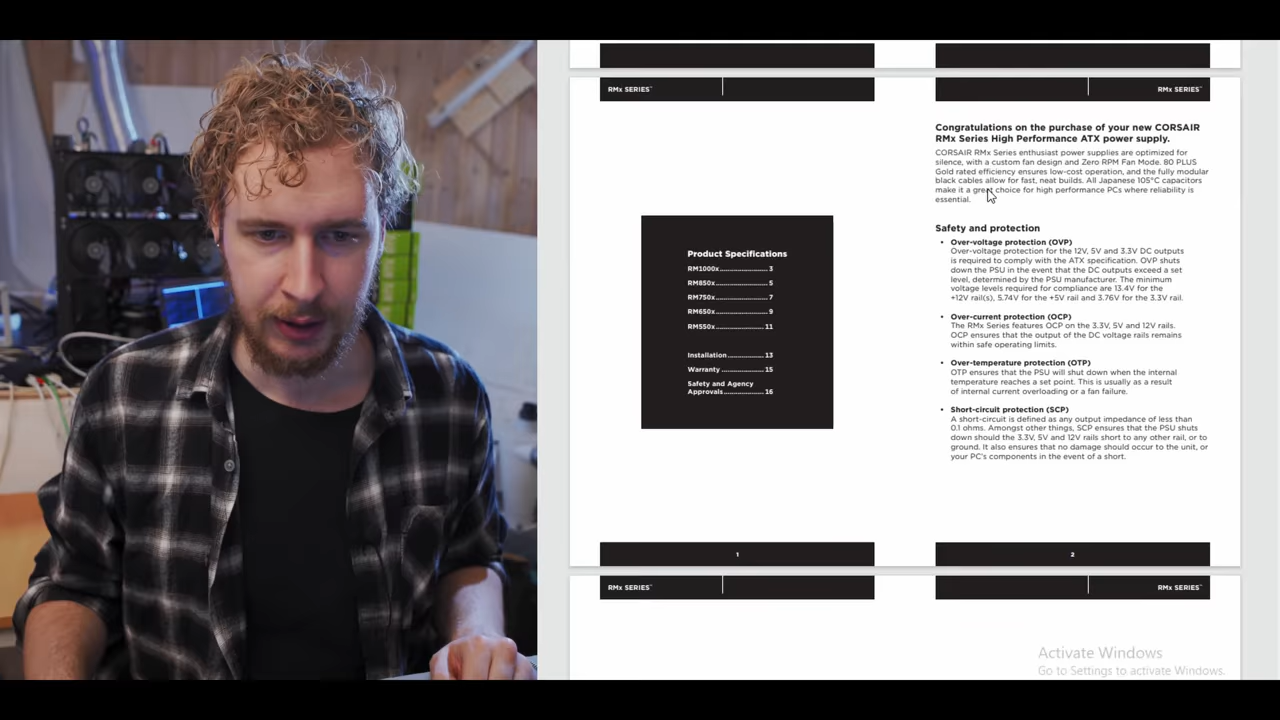 RMx SERIES™
RMx SERIES™
Product Specifications
RM1000x.................... 3
RM850x...................... 5
RM750x...................... 7
RM650x...................... 9
RM550x...................... 11
Installation.................. 13
Warranty..................... 15
Safety and Agency
Approvals.................... 16
1
Congratulations on the purchase of your new CORSAIR
RMx Series High Performance ATX power supply.
CORSAIR RMx Series enthusiast power supplies are optimized for
silence, with a custom fan design and Zero RPM Fan Mode. 80 PLUS
Gold rated efficiency ensures low-cost operation, and the fully modular
black cables allow for fast, neat builds. All Japanese 105°C capacitors
make it a great choice for high performance PCs where reliability is
essential.
Safety and protection
• Over-voltage protection (OVP)
Over-voltage protection for the 12V, 5V and 3.3V DC outputs
is required to comply with the ATX specification. OVP shuts
down the PSU in the event that the DC outputs exceed a set
level, determined by the PSU manufacturer. The minimum
voltage levels required for compliance are 13.4V for the
+12V rail(s), 5.74V for the +5V rail and 3.76V for the 3.3V rail.
• Over-current protection (OCP)
The RMx Series features OCP on the 3.3V, 5V and 12V rails.
OCP ensures that the output of the DC voltage rails remains
within safe operating limits.
• Over-temperature protection (OTP)
OTP ensures that the PSU will shut down when the internal
temperature reaches a set point. This is usually as a result
of internal current overloading or a fan failure.
• Short-circuit protection (SCP)
A short-circuit is defined as any output impedance of less than
0.1 ohms. Amongst other things, SCP ensures that the PSU shuts
down should the 3.3V, 5V and 12V rails short to any other rail, or to
ground. It also ensures that no damage should occur to the unit, or
your PC's components in the event of a short.
2
RMx SERIES™
RMx SERIES™
Activate Windows
Go to Settings to activate Windows.